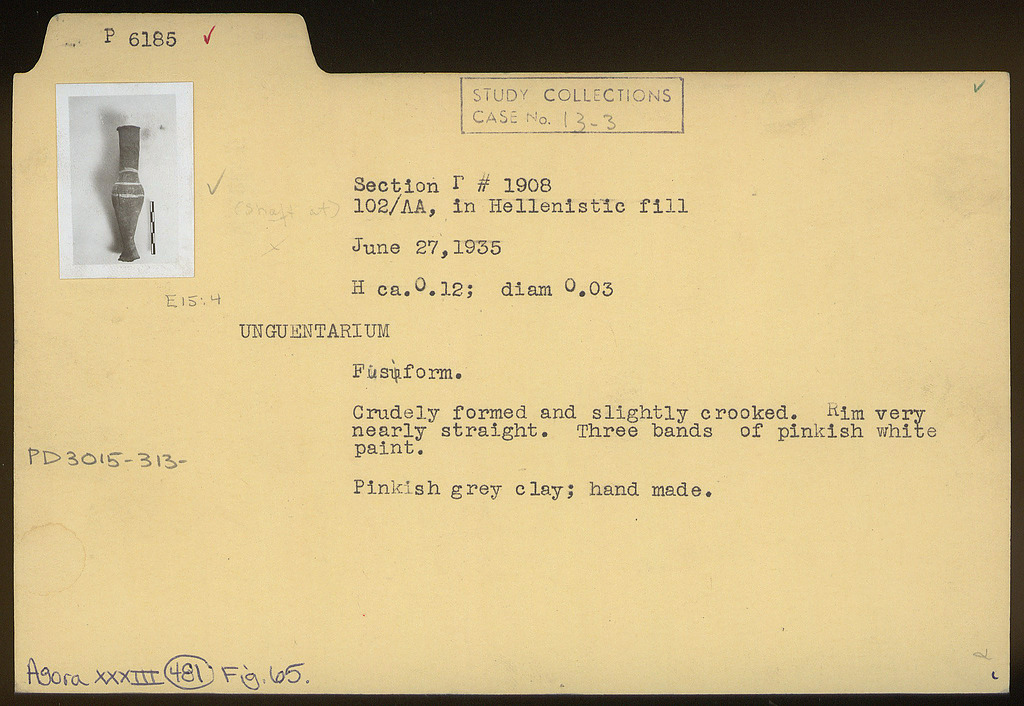 P 6185 ✓
STUDY COLLECTIONS
CASE No. 13-3
Section Γ # 1908
(shaft at)
102/ΛΑ, in Hellenistic fill
June 27,1935
H ca.0.12; diam 0.03
E15:4
UNGUENTARIUM
Fusiform.
Crudely formed and slightly crooked. Rim very
nearly straight. Three bands of pinkish white
paint.
PD3015-313-
Pinkish grey clay; hand made.
Agora XXXIII 481 Fig. 65.